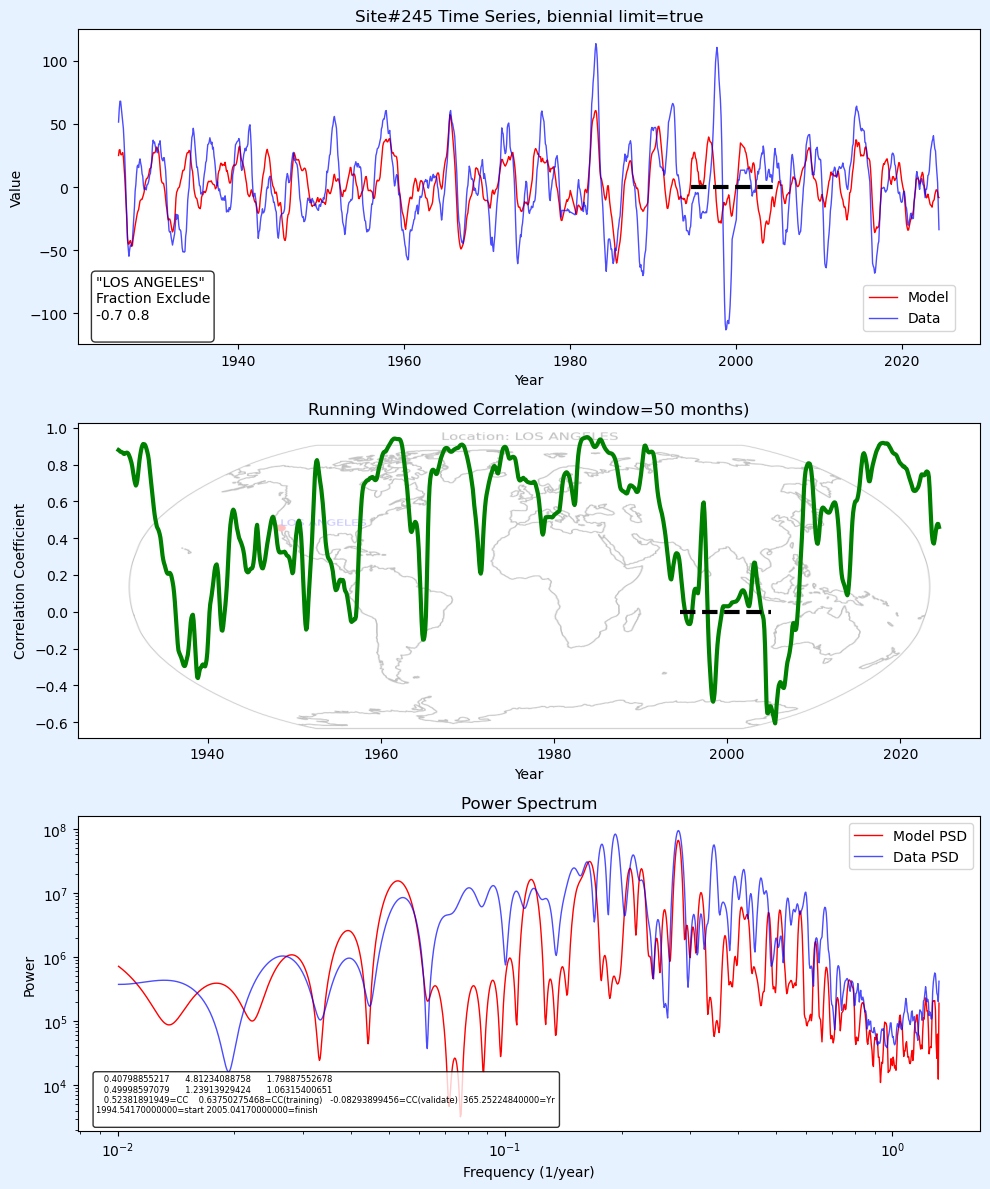 Site#245 Time Series, biennial limit=true
100
50
0
−50
−100
Value
"LOS ANGELES"
Fraction Exclude
-0.7 0.8
Model
Data
1940
1960
1980
2000
2020
Year
Running Windowed Correlation (window=50 months)
Location: LOS ANGELES
LOS ANGELES
1.0
0.8
0.6
0.4
0.2
0.0
−0.2
−0.4
−0.6
Correlation Coefficient
1940
1960
1980
2000
2020
Year
Power Spectrum
10^8
10^7
10^6
10^5
10^4
Power
Model PSD
Data PSD
0.40798855217 4.81234088758 1.79887552678
0.49998597079 1.23913929424 1.06315400651
0.52381891949=CC 0.63750275468=CC(training) -0.08293899456=CC(validate) 365.25224840000=Yr
1994.54170000000=start 2005.04170000000=finish
10^−2
10^−1
10^0
Frequency (1/year)